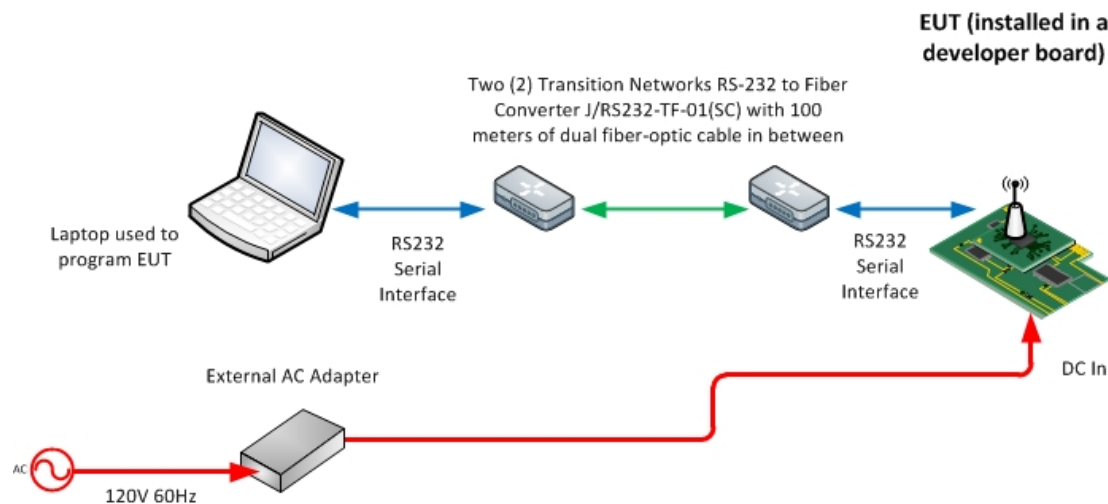 EUT (installed in a
developer board)
Two (2) Transition Networks RS-232 to Fiber
Converter J/RS232-TF-01(SC) with 100
meters of dual fiber-optic cable in between
Laptop used to
program EUT
RS232
Serial
Interface
RS232
Serial
Interface
External AC Adapter
DC In
AC
120V 60Hz